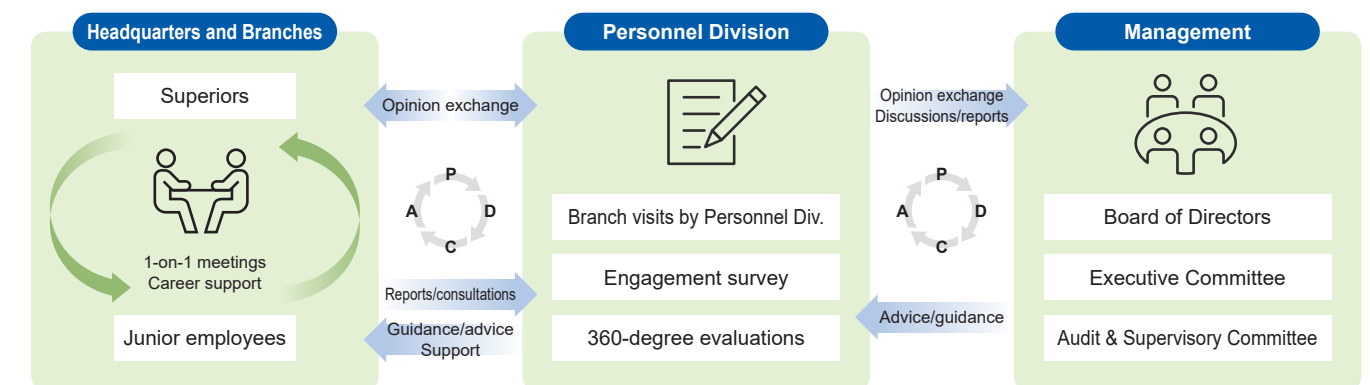 Headquarters and Branches
Superiors
1-on-1 meetings
Career support
Junior employees
Opinion exchange
P
A
D
C
Reports/consultations
Guidance/advice
Support
Personnel Division
Branch visits by Personnel Div.
Engagement survey
360-degree evaluations
Opinion exchange
Discussions/reports
P
A
D
C
Advice/guidance
Management
Board of Directors
Executive Committee
Audit & Supervisory Committee